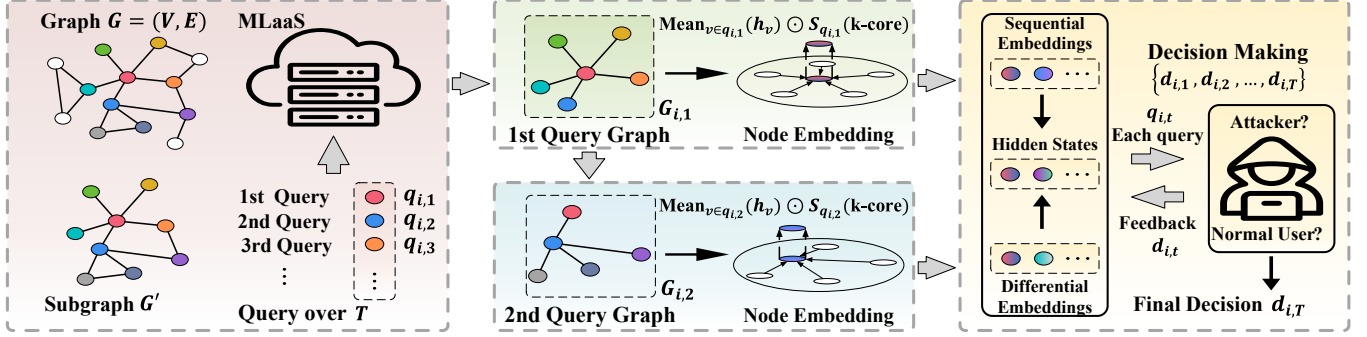 Graph G = (V, E)
MLaaS
Subgraph G′
1st Query q_{i,1}
2nd Query q_{i,2}
3rd Query q_{i,3}
⋮ ⋮
Query over T
Mean_{v∈q_{i,1}}(h_v) ⊙ S_{q_{i,1}}(k-core)
G_{i,1}
1st Query Graph
Node Embedding
Mean_{v∈q_{i,2}}(h_v) ⊙ S_{q_{i,2}}(k-core)
G_{i,2}
2nd Query Graph
Node Embedding
Sequential
Embeddings
···
Hidden States
···
···
Differential
Embeddings
Decision Making
{d_{i,1}, d_{i,2}, ..., d_{i,T}}
q_{i,t}
Each query
Feedback
d_{i,t}
Attacker?
Normal User?
Final Decision d_{i,T}